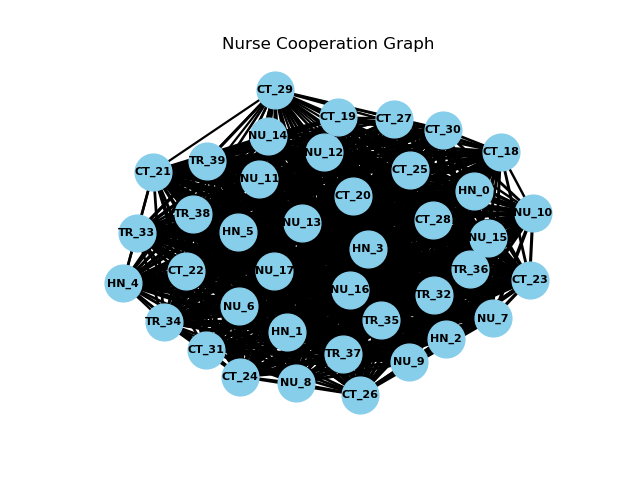 Nurse Cooperation Graph
CT_29
CT_19
CT_27
CT_30
NU_14
NU_12
CT_18
TR_39
CT_21
CT_25
NU_11
HN_0
CT_20
NU_10
TR_38
CT_28
NU_13
HN_5
TR_33
NU_15
HN_3
CT_22
NU_17
TR_36
CT_23
HN_4
NU_16
TR_32
NU_6
NU_7
TR_35
TR_34
HN_1
HN_2
CT_31
TR_37
NU_9
CT_24
NU_8
CT_26